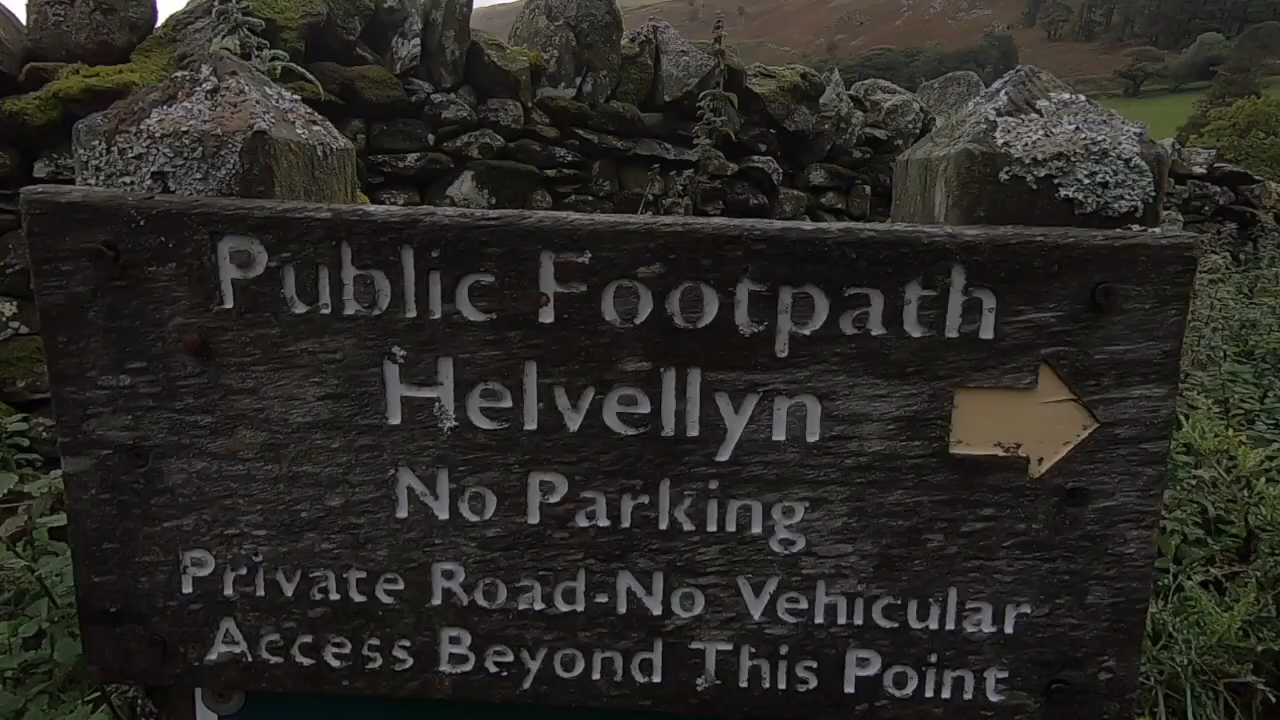 Public Footpath
Helvellyn
No Parking
Private Road-No Vehicular
Access Beyond This Point